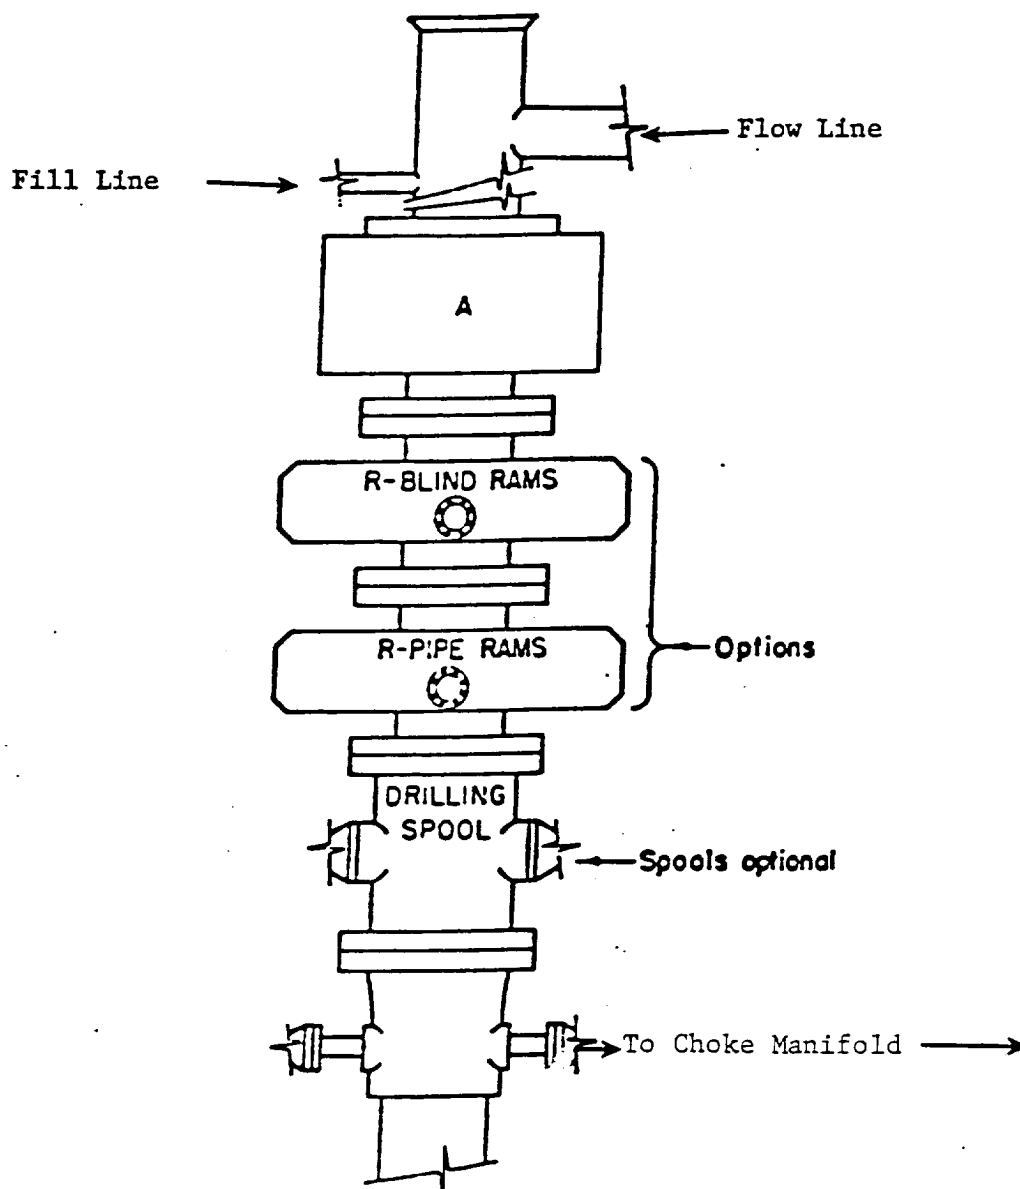 Flow Line
Fill Line
A
R-BLIND RAMS
R-PIPE RAMS
Options
DRILLING
SPOOL
Spools optional
To Choke Manifold